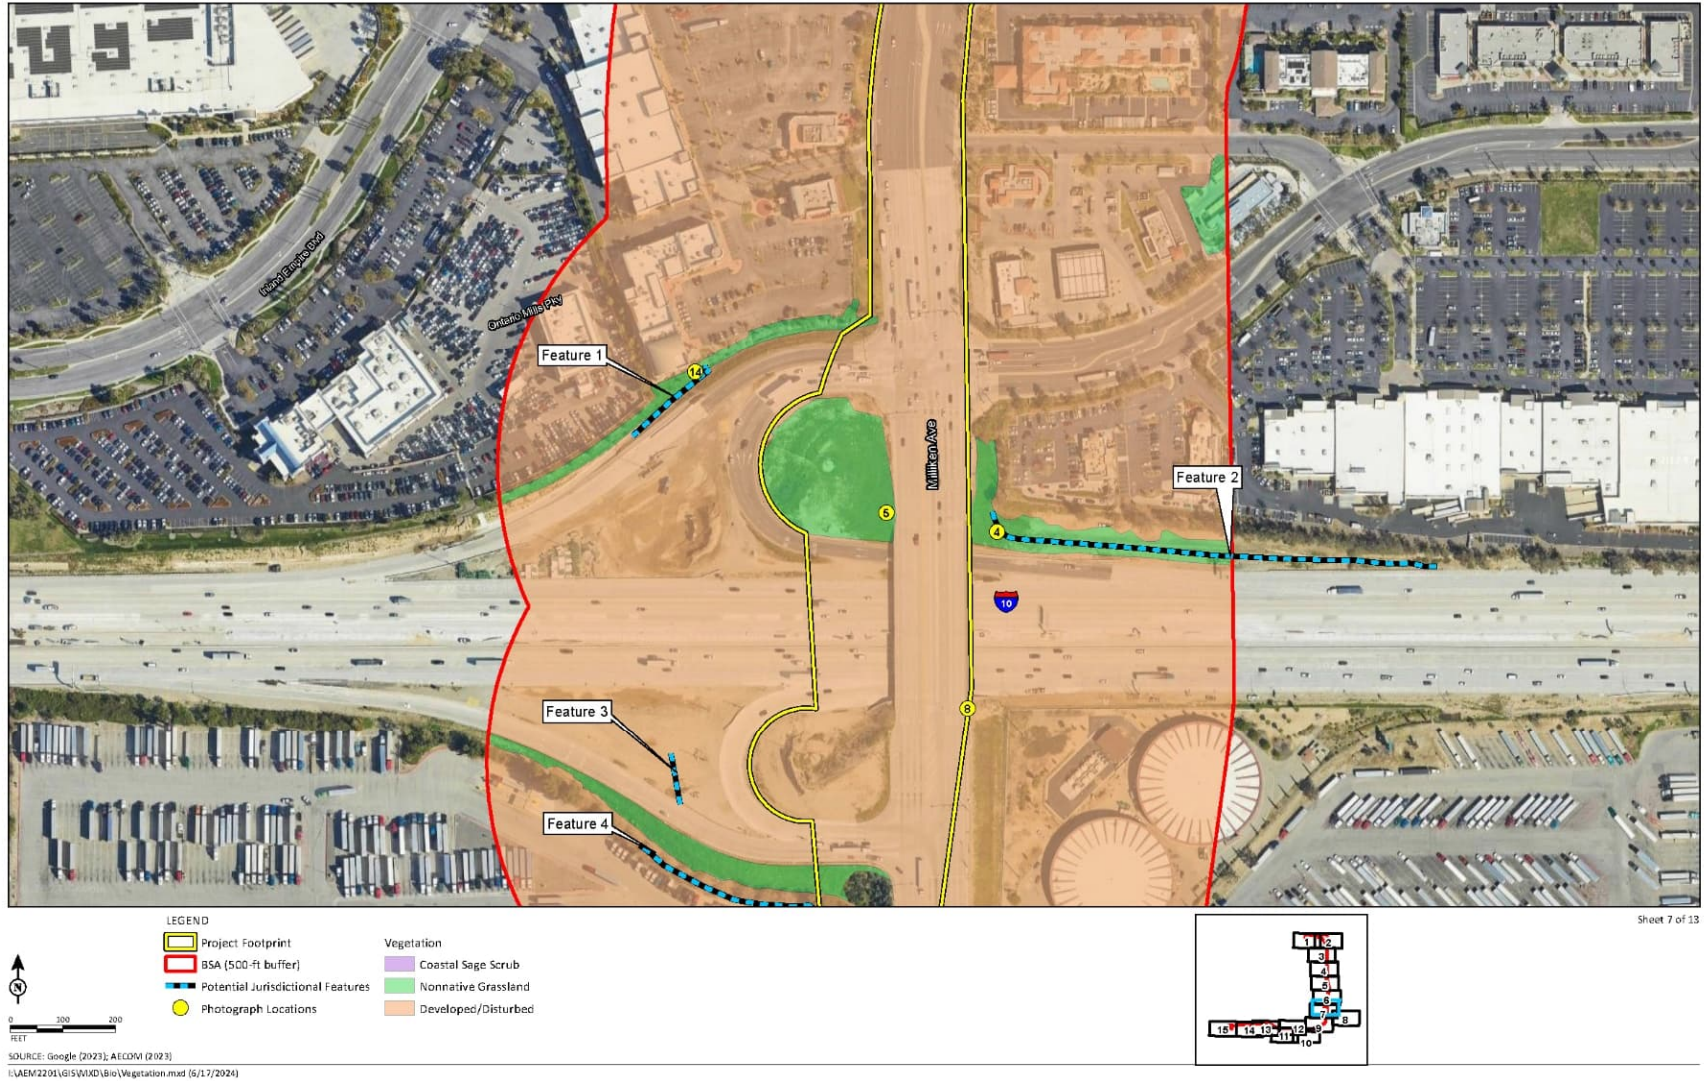 Inland Empire Blvd
Ontario Mills Pky
Feature 1
14
Milliken Ave
5
4
Feature 2
10
Feature 3
8
Feature 4
LEGEND
Project Footprint
BSA (500-ft buffer)
Potential Jurisdictional Features
Photograph Locations
Vegetation
Coastal Sage Scrub
Nonnative Grassland
Developed/Disturbed
N
0 100 200
FEET
SOURCE: Google (2023); AECOM (2023)
I:\AEM2201\GIS\MXD\Bio\Vegetation.mxd (6/17/2024)
Sheet 7 of 13
1 2
3
4
5
6
7 8
15 14 13 12 9
11 10